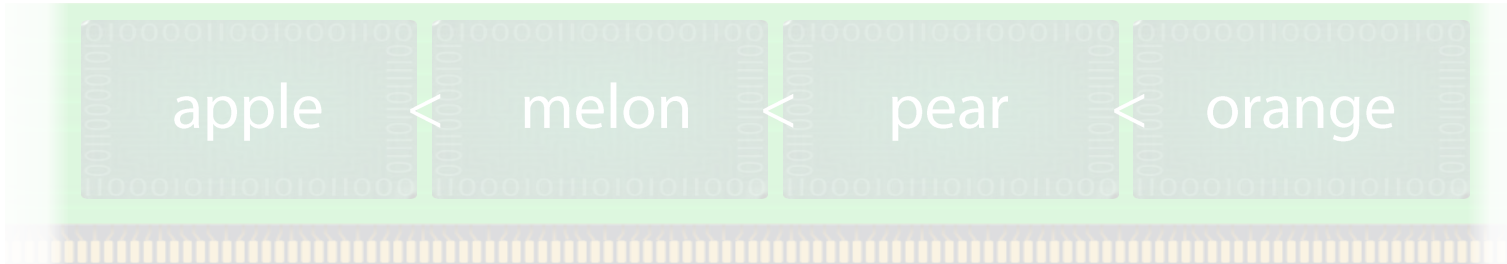 apple < melon < pear < orange